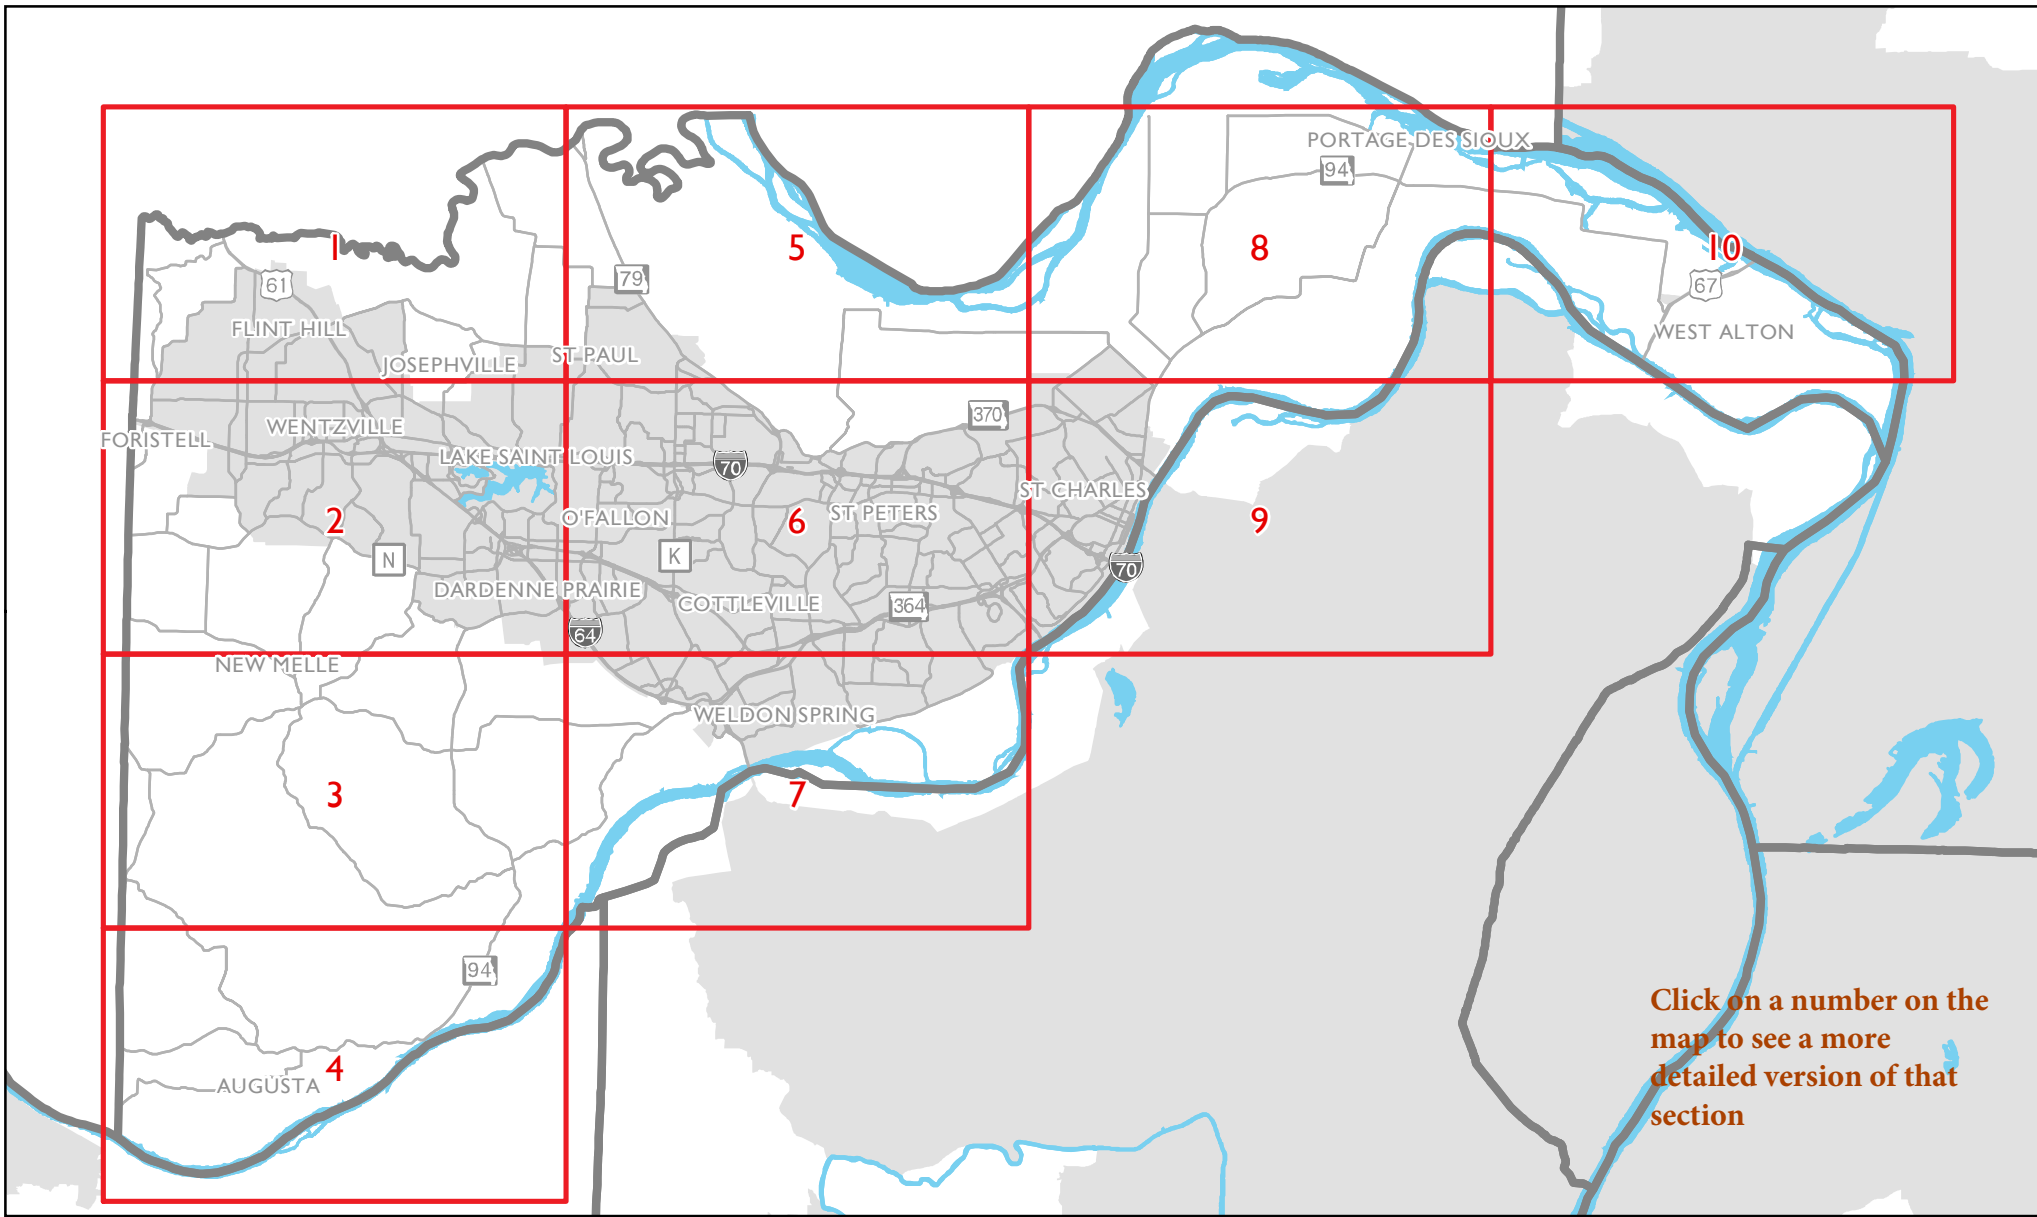 PORTAGE DES SIOUX
94
1
5
8
10
61
79
67
FLINT HILL
WEST ALTON
ST PAUL
JOSEPHVILLE
370
WENTZVILLE
FORISTELL
LAKE SAINT LOUIS
70
ST CHARLES
2
O'FALLON
6
ST PETERS
9
N
K
70
DARDENNE PRAIRIE
COTTLEVILLE
364
64
NEW MELLE
WELDON SPRING
3
7
94
4
AUGUSTA
Click on a number on the
map to see a more
detailed version of that
section